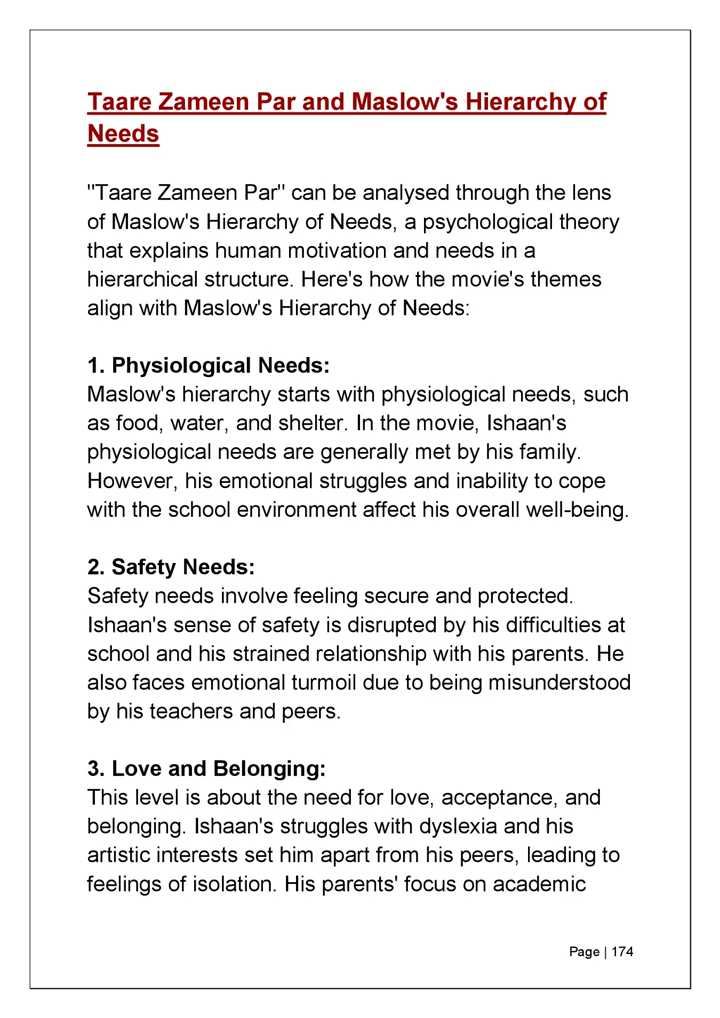 Taare Zameen Par and Maslow's Hierarchy of
Needs
"Taare Zameen Par" can be analysed through the lens
of Maslow's Hierarchy of Needs, a psychological theory
that explains human motivation and needs in a
hierarchical structure. Here's how the movie's themes
align with Maslow's Hierarchy of Needs:
1. Physiological Needs:
Maslow's hierarchy starts with physiological needs, such
as food, water, and shelter. In the movie, Ishaan's
physiological needs are generally met by his family.
However, his emotional struggles and inability to cope
with the school environment affect his overall well-being.
2. Safety Needs:
Safety needs involve feeling secure and protected.
Ishaan's sense of safety is disrupted by his difficulties at
school and his strained relationship with his parents. He
also faces emotional turmoil due to being misunderstood
by his teachers and peers.
3. Love and Belonging:
This level is about the need for love, acceptance, and
belonging. Ishaan's struggles with dyslexia and his
artistic interests set him apart from his peers, leading to
feelings of isolation. His parents' focus on academic
Page | 174